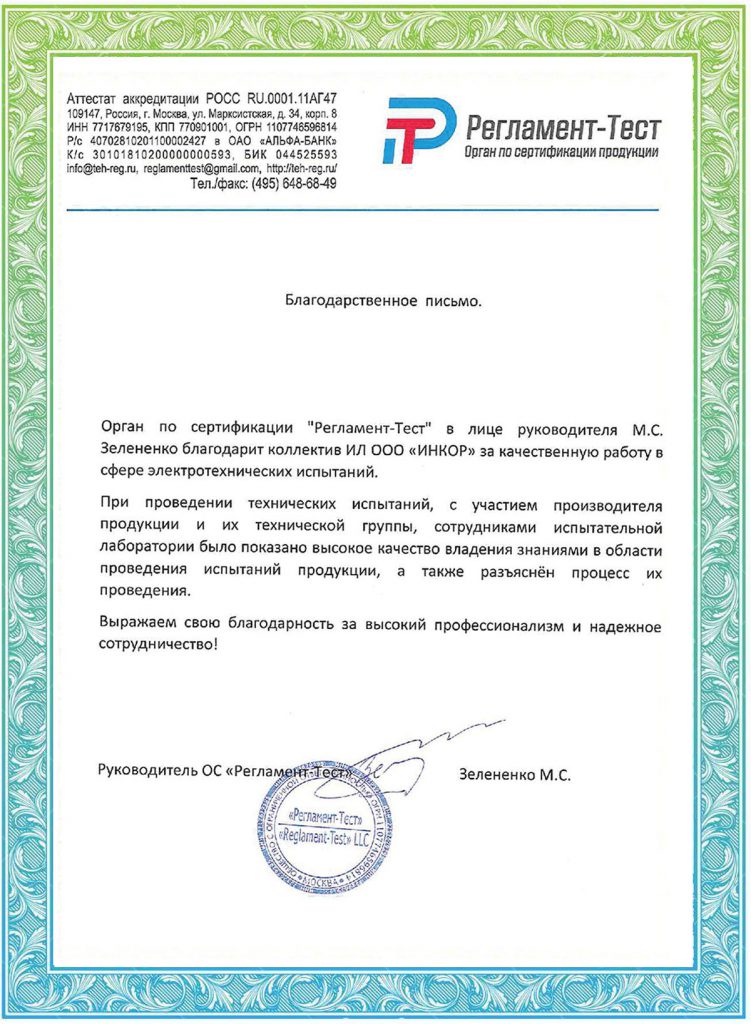 Аттестат аккредитации РОСС RU.0001.11АГ47
109147, Россия, г. Москва, ул. Марксистская, д. 34, корп. 8
ИНН 7717679195, КПП 770901001, ОГРН 1107746596814
Р/с 40702810201100002427 в ОАО «АЛЬФА-БАНК»
К/с 30101810200000000593, БИК 044525593
info@teh-reg.ru, reglamenttest@gmail.com, http://teh-reg.ru/
Тел./факс: (495) 648-68-49
Регламент-Тест
Орган по сертификации продукции
Благодарственное письмо.
Орган по сертификации "Регламент-Тест" в лице руководителя М.С.
Зелененко благодарит коллектив ИЛ ООО «ИНКОР» за качественную работу в
сфере электротехнических испытаний.
При проведении технических испытаний, с участием производителя
продукции и их технической группы, сотрудниками испытательной
лаборатории было показано высокое качество владения знаниями в области
проведения испытаний продукции, а также разъяснён процесс их
проведения.
Выражаем свою благодарность за высокий профессионализм и надежное
сотрудничество!
Руководитель ОС «Регламент-Тест»
Зелененко М.С.
«Регламент-Тест»
«Reglament-Test» LLC
МОСКВА